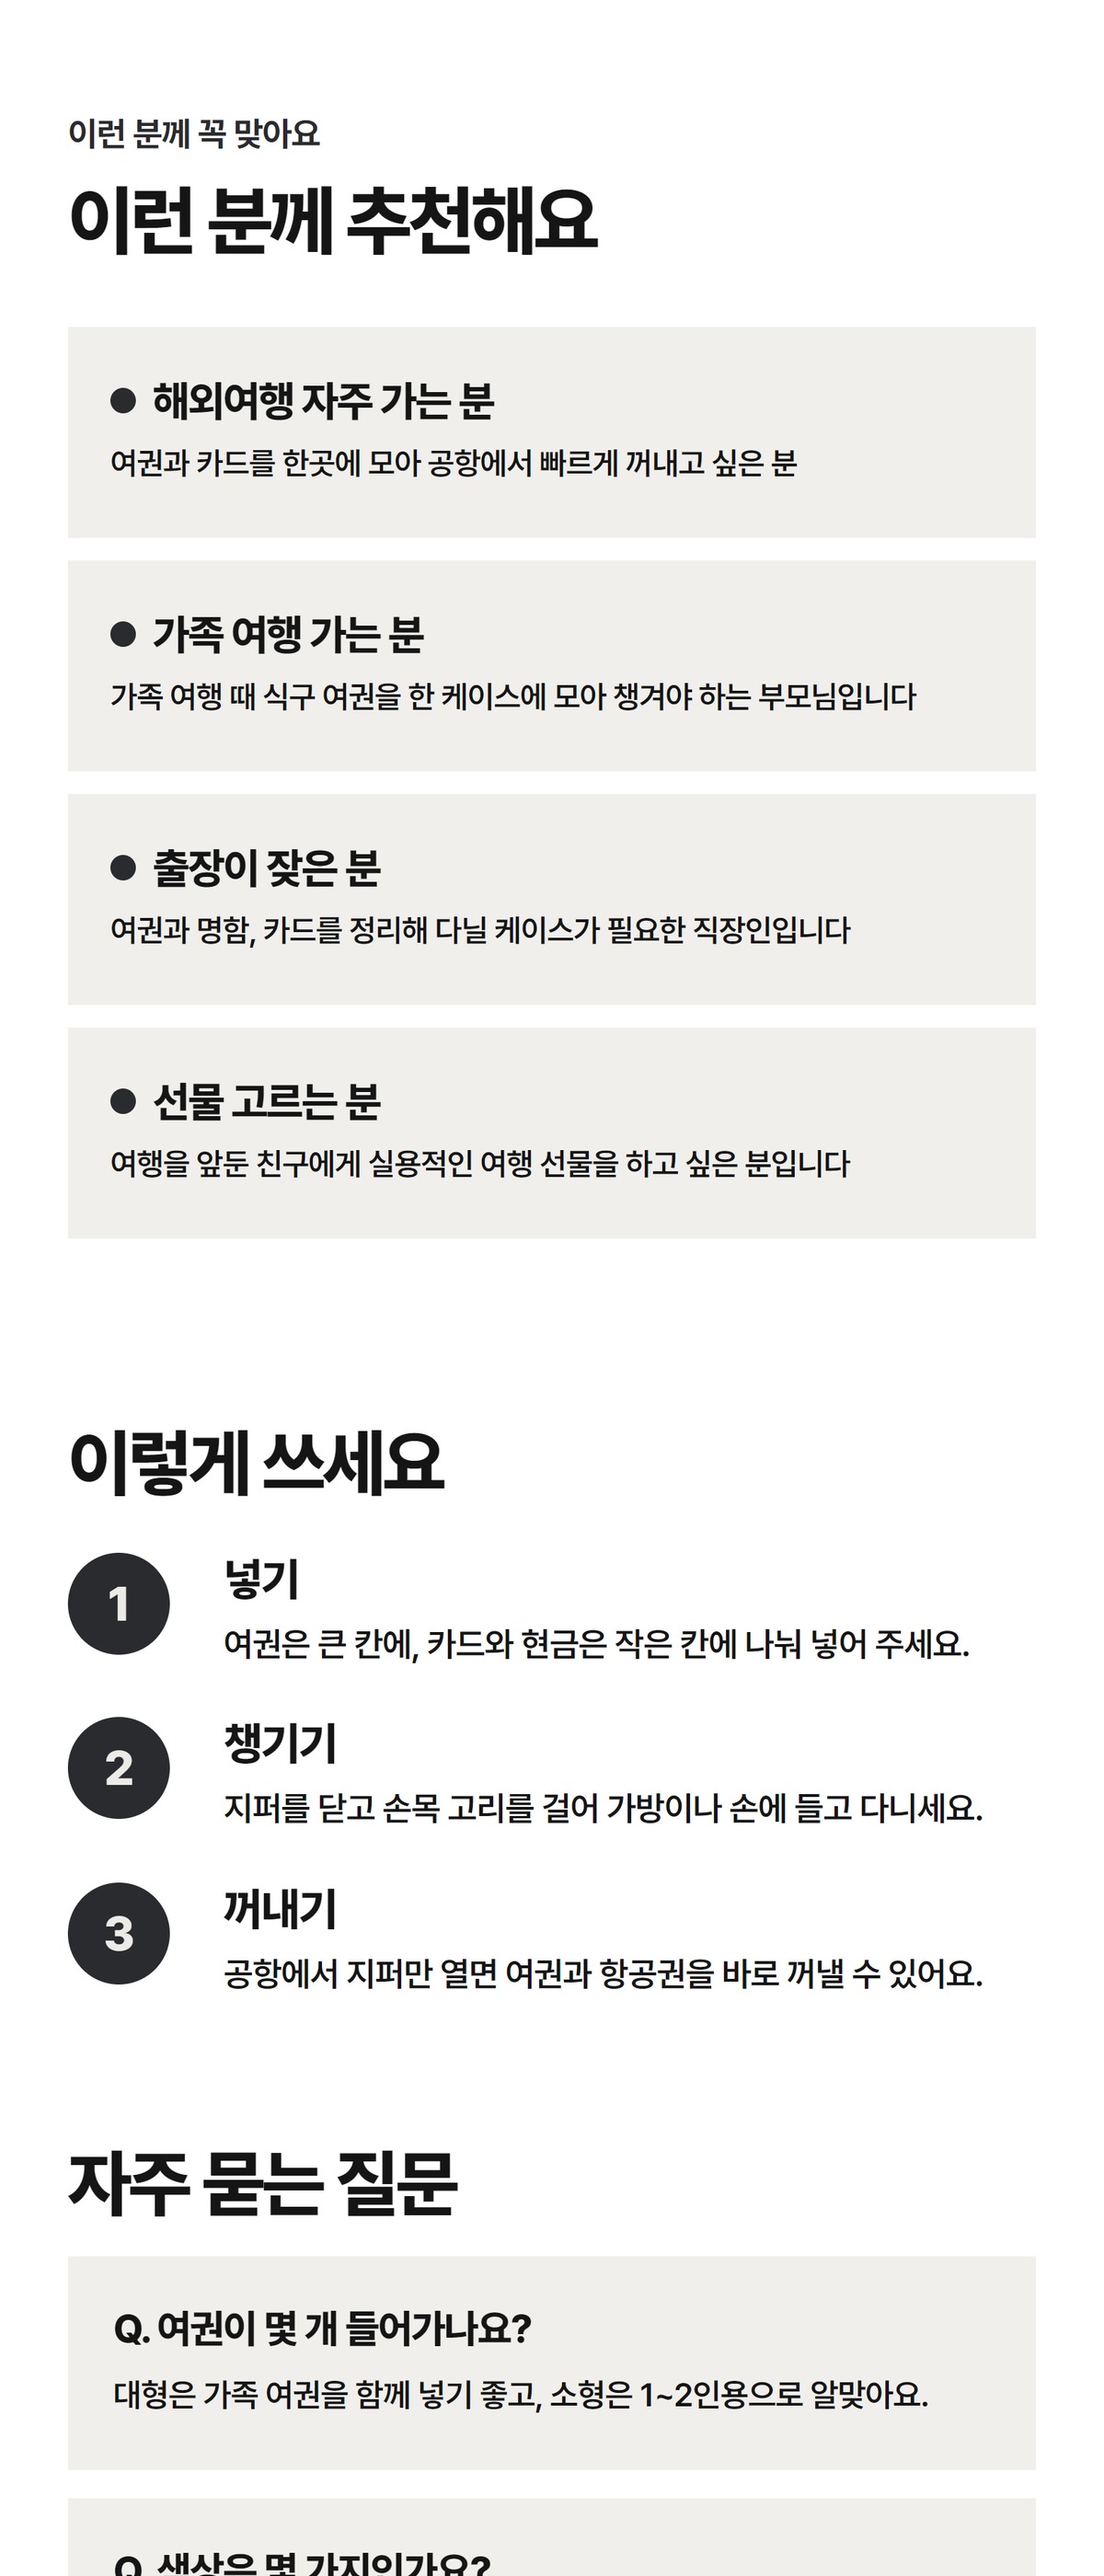 이런 분께 꼭 맞아요
이런 분께 추천해요
해외여행 자주 가는 분
여권과 카드를 한곳에 모아 공항에서 빠르게 꺼내고 싶은 분
가족 여행 가는 분
가족 여행 때 식구 여권을 한 케이스에 모아 챙겨야 하는 부모님입니다
출장이 잦은 분
여권과 명함, 카드를 정리해 다닐 케이스가 필요한 직장인입니다
선물 고르는 분
여행을 앞둔 친구에게 실용적인 여행 선물을 하고 싶은 분입니다
이렇게 쓰세요
1
넣기
여권은 큰 칸에, 카드와 현금은 작은 칸에 나눠 넣어 주세요.
2
챙기기
지퍼를 닫고 손목 고리를 걸어 가방이나 손에 들고 다니세요.
3
꺼내기
공항에서 지퍼만 열면 여권과 항공권을 바로 꺼낼 수 있어요.
자주 묻는 질문
Q. 여권이 몇 개 들어가나요?
대형은 가족 여권을 함께 넣기 좋고, 소형은 1~2인용으로 알맞아요.
Q. 색상은 몇 가지인가요?